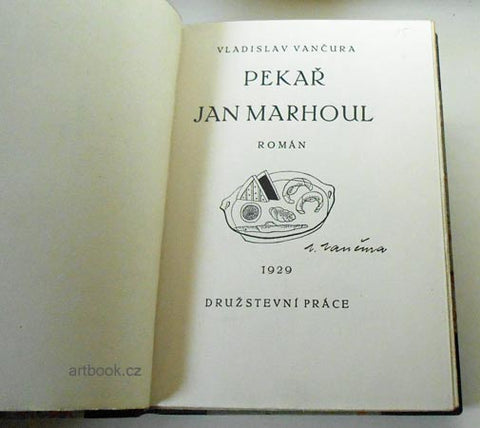 VLADISLAV VANČURA
PEKAŘ
JAN MARHOUL
ROMÁN
V. Vančura
1929
DRUŽSTEVNÍ PRÁCE
artbook.cz